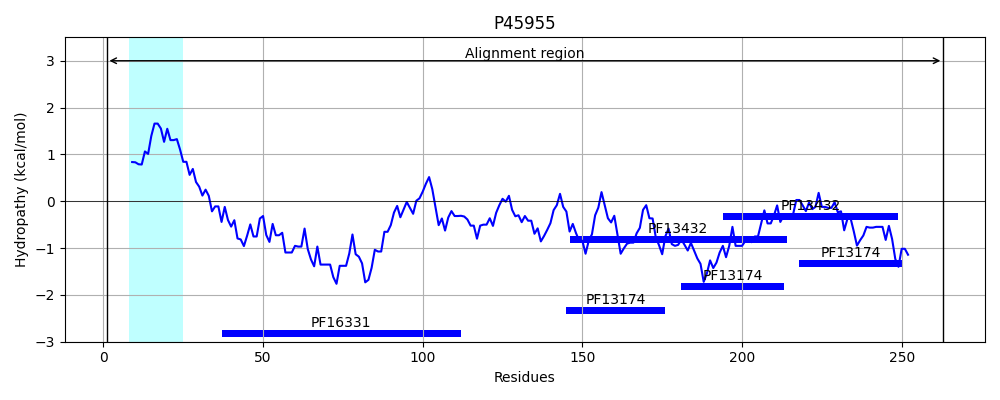 P45955
Alignment region
3
2
1
0
−1
−2
−3
Hydropathy (kcal/mol)
PF13432
PF13432
PF13174
PF13174
PF13174
PF16331
0
50
100
150
200
250
Residues